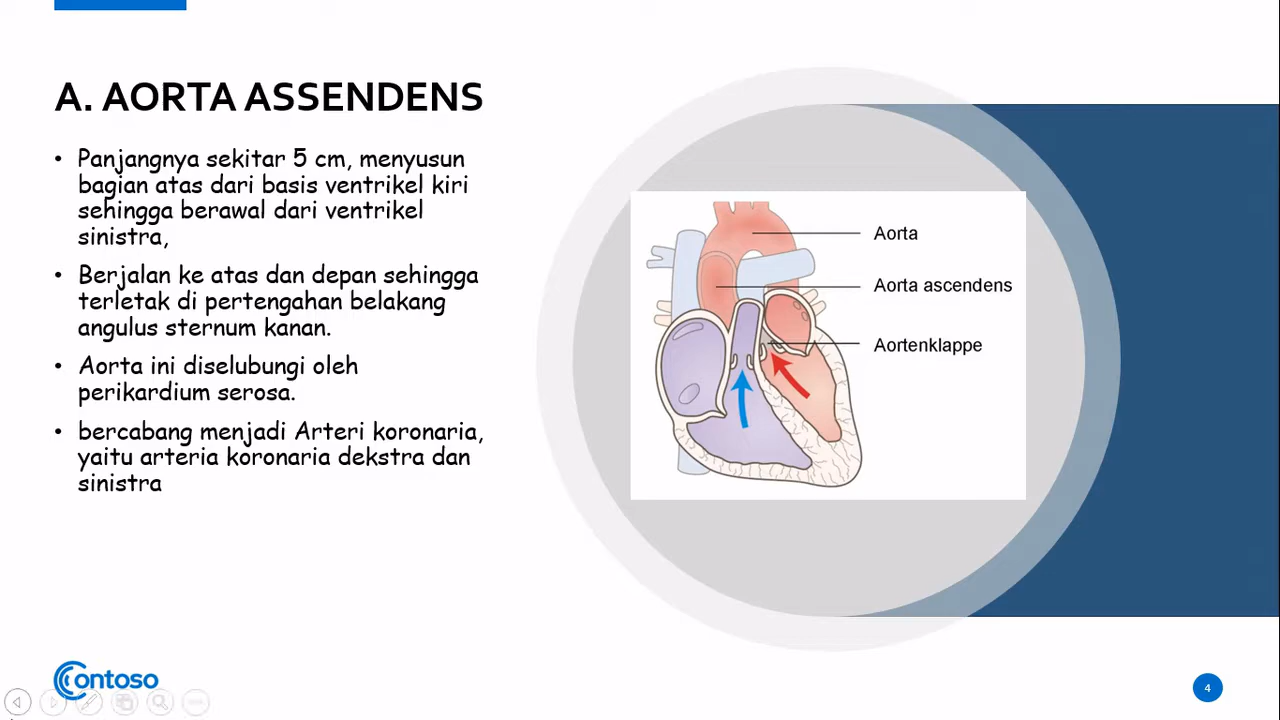 A. AORTA ASSENDENS
• Panjangnya sekitar 5 cm, menyusun
bagian atas dari basis ventrikel kiri
sehingga berawal dari ventrikel
sinistra,
• Berjalan ke atas dan depan sehingga
terletak di pertengahan belakang
angulus sternum kanan.
• Aorta ini diselubungi oleh
perikardium serosa.
• bercabang menjadi Arteri koronaria,
yaitu arteria koronaria dekstra dan
sinistra
Aorta
Aorta ascendens
Aortenklappe
Contoso
4